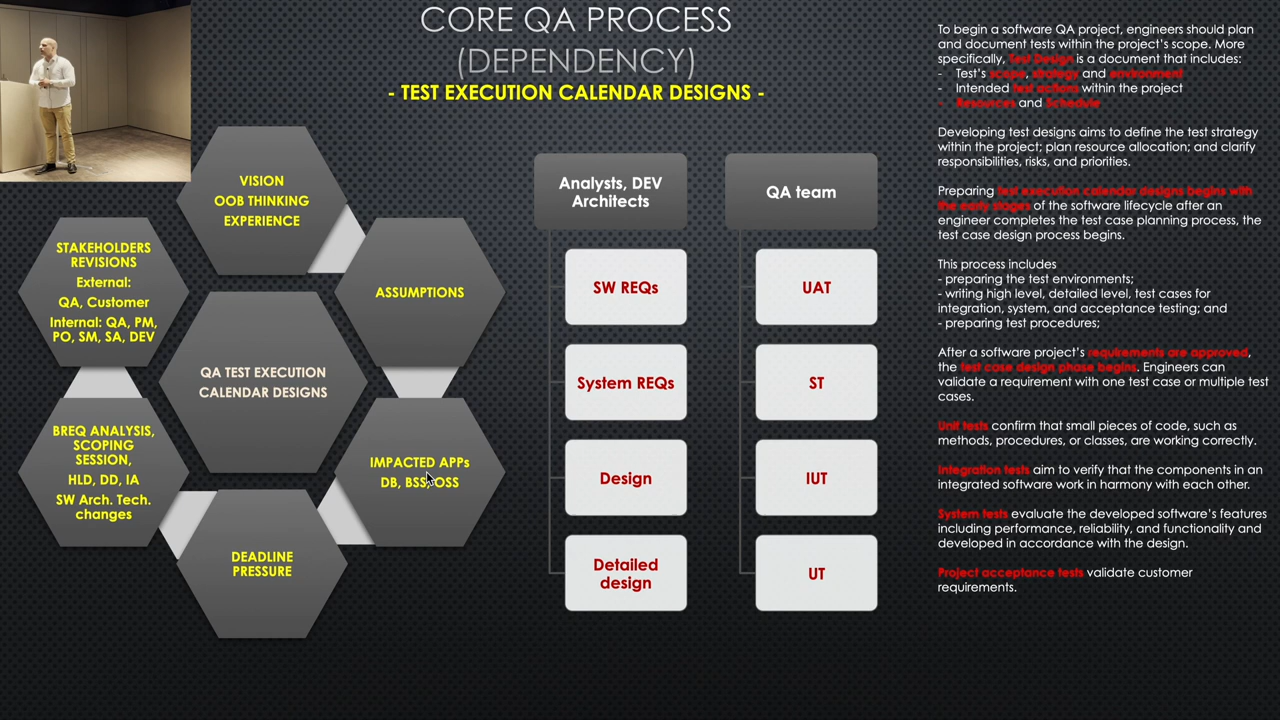 CORE QA PROCESS
(DEPENDENCY)
- TEST EXECUTION CALENDAR DESIGNS -
VISION
OOB THINKING
EXPERIENCE
STAKEHOLDERS
REVISIONS
External:
QA, Customer
Internal: QA, PM,
PO, SM, SA, DEV
ASSUMPTIONS
QA TEST EXECUTION
CALENDAR DESIGNS
BREQ ANALYSIS,
SCOPING
SESSION,
HLD, DD, IA
SW Arch. Tech.
changes
IMPACTED APPs
DB, BSS, OSS
DEADLINE
PRESSURE
Analysts, DEV
Architects
SW REQs
System REQs
Design
Detailed
design
QA team
UAT
ST
IUT
UT
To begin a software QA project, engineers should plan
and document tests within the project's scope. More
specifically, Test Design is a document that includes:
- Test's scope, strategy and environment
- Intended test actions within the project
- Resources and Schedule
Developing test designs aims to define the test strategy
within the project; plan resource allocation; and clarify
responsibilities, risks, and priorities.
Preparing test execution calendar designs begins with
the early stages of the software lifecycle after an
engineer completes the test case planning process, the
test case design process begins.
This process includes
- preparing the test environments;
- writing high level, detailed level, test cases for
integration, system, and acceptance testing; and
- preparing test procedures;
After a software project's requirements are approved,
the test case design phase begins. Engineers can
validate a requirement with one test case or multiple test
cases.
Unit tests confirm that small pieces of code, such as
methods, procedures, or classes, are working correctly.
Integration tests aim to verify that the components in an
integrated software work in harmony with each other.
System tests evaluate the developed software's features
including performance, reliability, and functionality and
developed in accordance with the design.
Project acceptance tests validate customer
requirements.